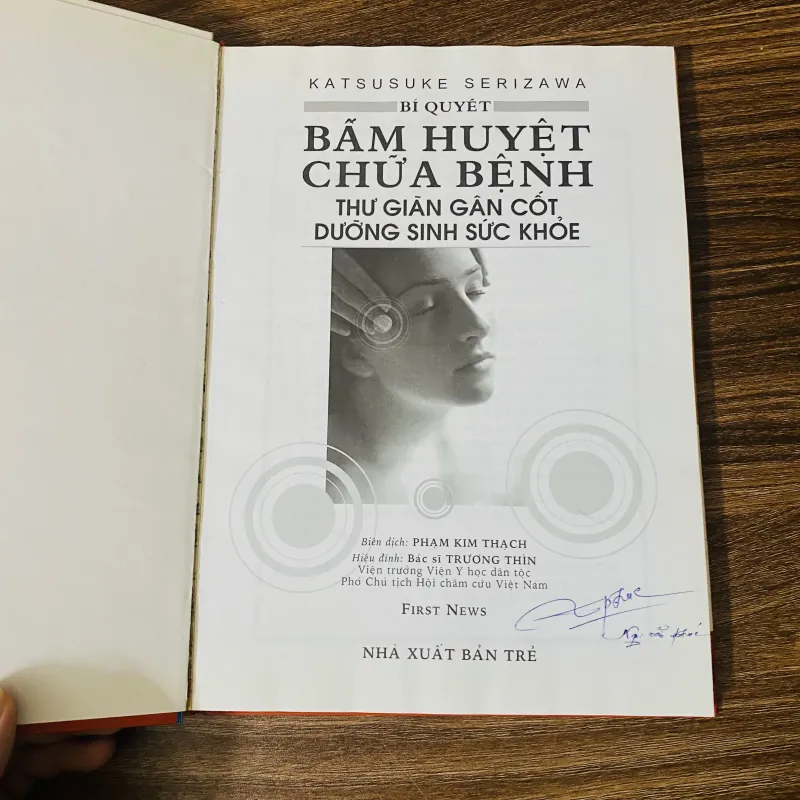 KATSUSUKE SERIZAWA
BÍ QUYẾT
BẤM HUYỆT
CHỮA BỆNH
THƯ GIÃN GÂN CỐT
DƯỠNG SINH SỨC KHỎE
Biên dịch: PHẠM KIM THẠCH
Hiệu đính: Bác sĩ TRƯƠNG THÌN
Viện trưởng Viện Y học dân tộc
Phó Chủ tịch Hội châm cứu Việt Nam
FIRST NEWS
NHÀ XUẤT BẢN TRẺ